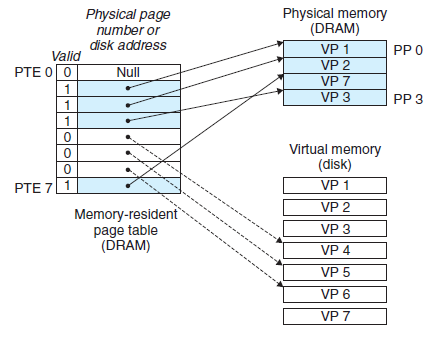 Physical page
number or
disk address
Valid
PTE 0 0 Null
1
1
1
0
0
0
PTE 7 1
Memory-resident
page table
(DRAM)
Physical memory
(DRAM)
VP 1 PP 0
VP 2
VP 7
VP 3 PP 3
Virtual memory
(disk)
VP 1
VP 2
VP 3
VP 4
VP 5
VP 6
VP 7